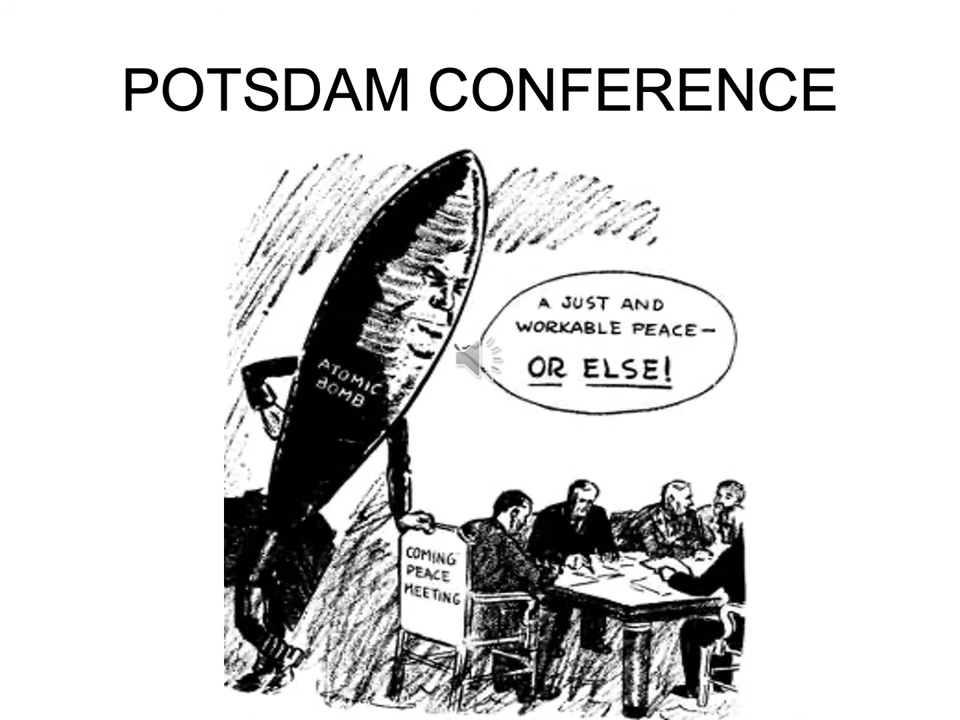 POTSDAM CONFERENCE
A JUST AND
WORKABLE PEACE—
OR ELSE!
ATOMIC
BOMB
COMING
PEACE
MEETING